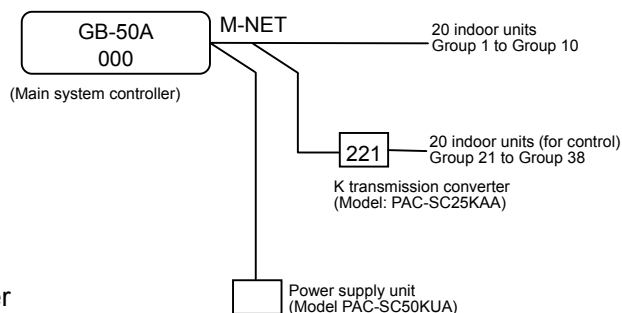 GB-50A
000
(Main system controller)
M-NET
20 indoor units
Group 1 to Group 10
221
20 indoor units (for control)
Group 21 to Group 38
K transmission converter
(Model: PAC-SC25KAA)
er
Power supply unit
(Model PAC-SC50KUA)